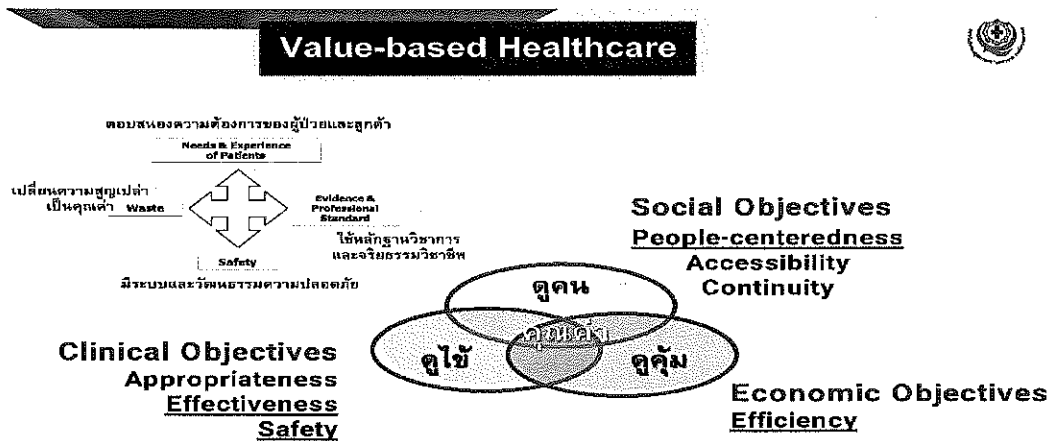 Value-based Healthcare
ตอบสนองความต้องการของผู้ป่วยและลูกค้า
Needs & Experience
of Patients
เปลี่ยนความสูญเปล่า
เป็นคุณค่า Waste
Evidence &
Professional
Standard
ใช้หลักฐานวิชาการ
และจริยธรรมวิชาชีพ
Safety
มีระบบและวัฒนธรรมความปลอดภัย
Social Objectives
People-centeredness
Accessibility
Continuity
ดูคน
คุณค่า
ดูไข้
ดูคุ้ม
Clinical Objectives
Appropriateness
Effectiveness
Safety
Economic Objectives
Efficiency